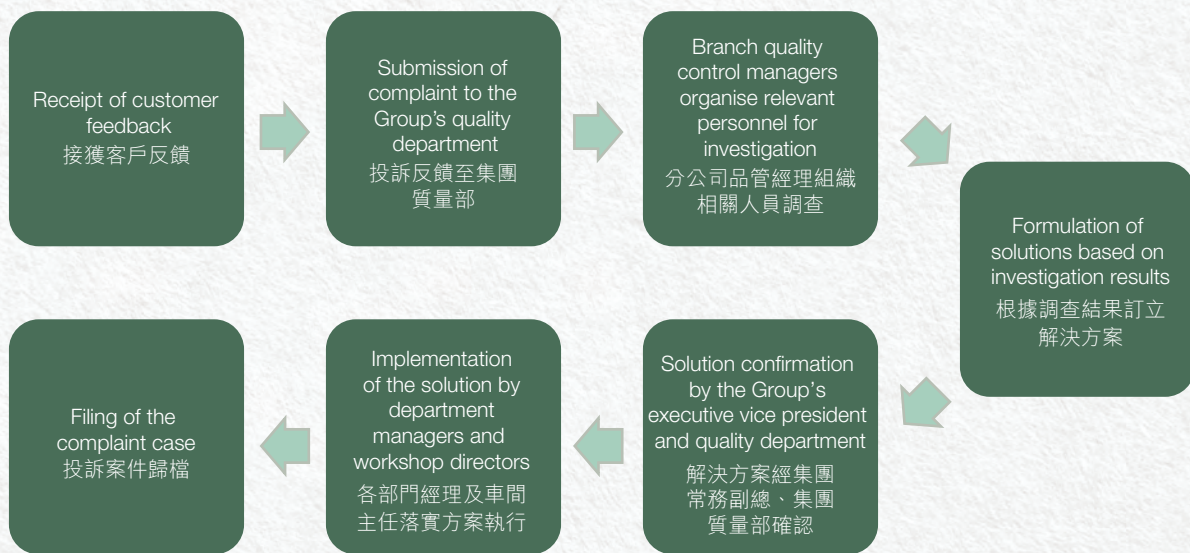 Receipt of customer
feedback
接獲客戶反饋
Submission of
complaint to the
Group's quality
department
投訴反饋至集團
質量部
Branch quality
control managers
organise relevant
personnel for
investigation
分公司品管經理組織
相關人員調查
Formulation of
solutions based on
investigation results
根據調查結果訂立
解決方案
Solution confirmation
by the Group's
executive vice president
and quality department
解決方案經集團
常務副總、集團
質量部確認
Implementation
of the solution by
department
managers and
workshop directors
各部門經理及車間
主任落實方案執行
Filing of the
complaint case
投訴案件歸檔